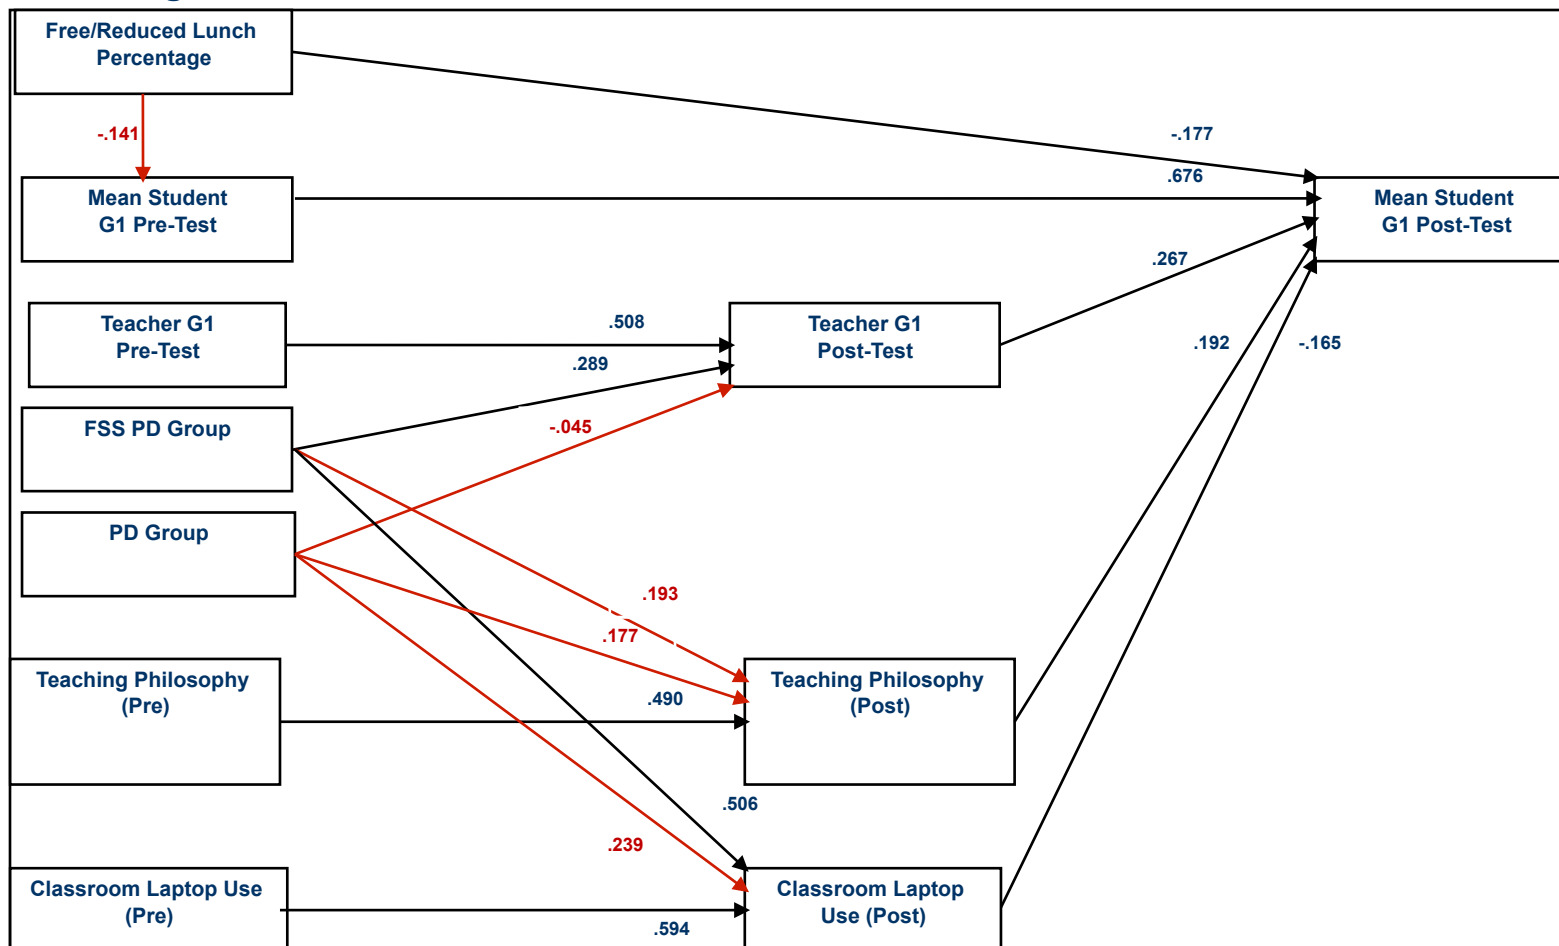 Free/Reduced Lunch
Percentage
-.141
-.177
Mean Student
G1 Pre-Test
.676
Mean Student
G1 Post-Test
.267
Teacher G1
Pre-Test
.508
.289
Teacher G1
Post-Test
.192
-.165
FSS PD Group
-.045
PD Group
.193
.177
Teaching Philosophy
(Pre)
.490
Teaching Philosophy
(Post)
.506
.239
Classroom Laptop Use
(Pre)
.594
Classroom Laptop
Use (Post)